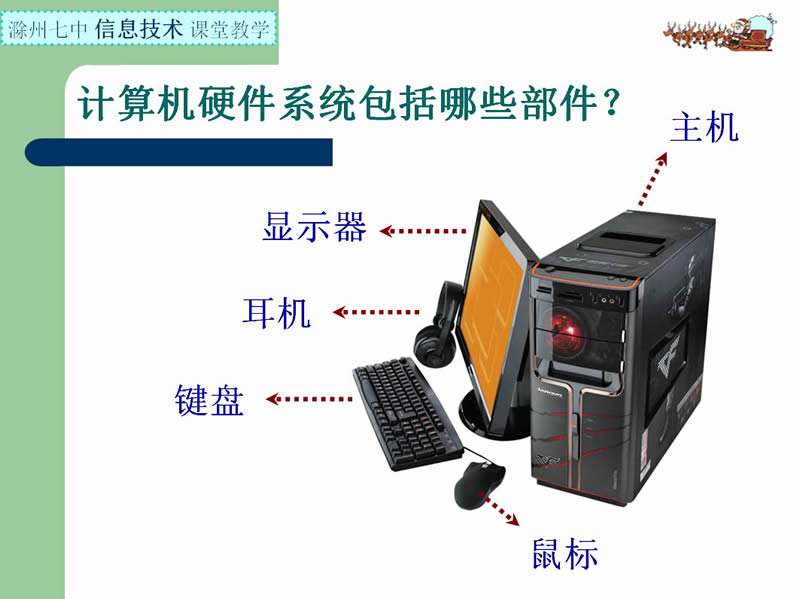 滁州七中 信息技术 课堂教学
计算机硬件系统包括哪些部件？
主机
显示器
耳机
键盘
鼠标